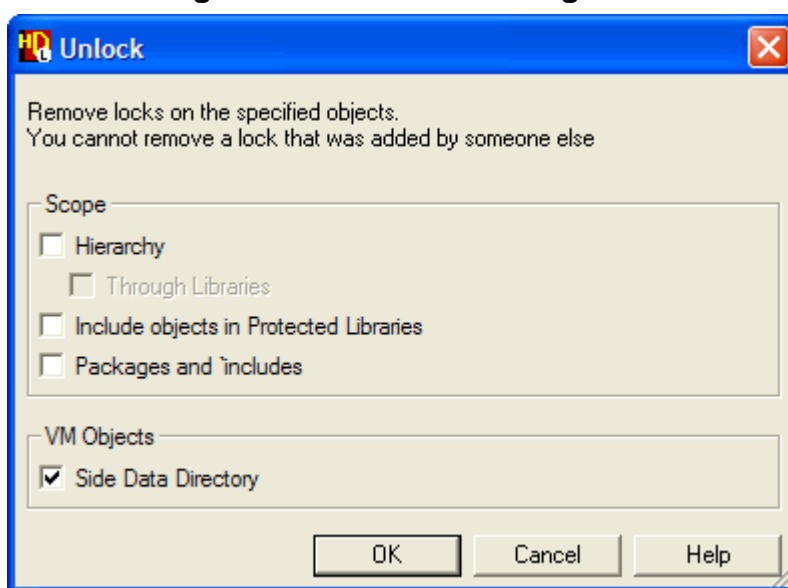 Unlock
Remove locks on the specified objects.
You cannot remove a lock that was added by someone else
Scope
Hierarchy
Through Libraries
Include objects in Protected Libraries
Packages and `includes
VM Objects
Side Data Directory
OK Cancel Help